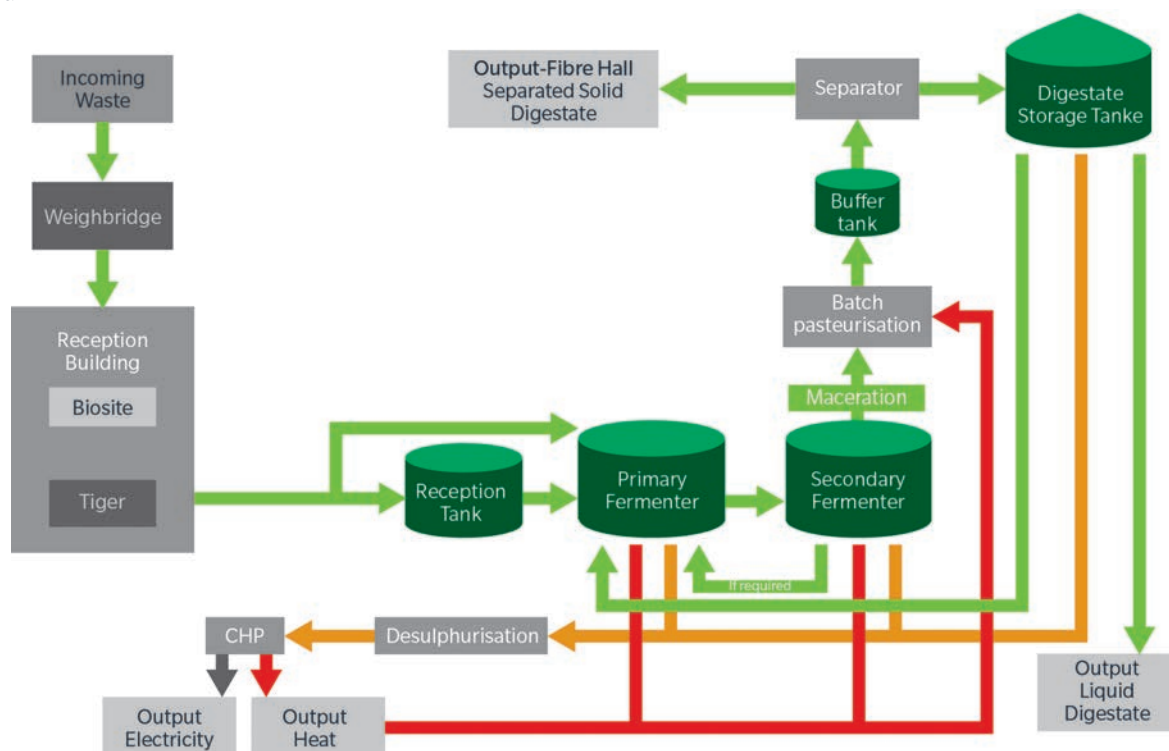 Incoming
Waste
Weighbridge
Reception
Building
Biosite
Tiger
Output-Fibre Hall
Separated Solid
Digestate
Separator
Digestate
Storage Tanke
Buffer
tank
Batch
pasteurisation
Maceration
Reception
Tank
Primary
Fermenter
Secondary
Fermenter
If required
CHP
Desulphurisation
Output
Electricity
Output
Heat
Output
Liquid
Digestate